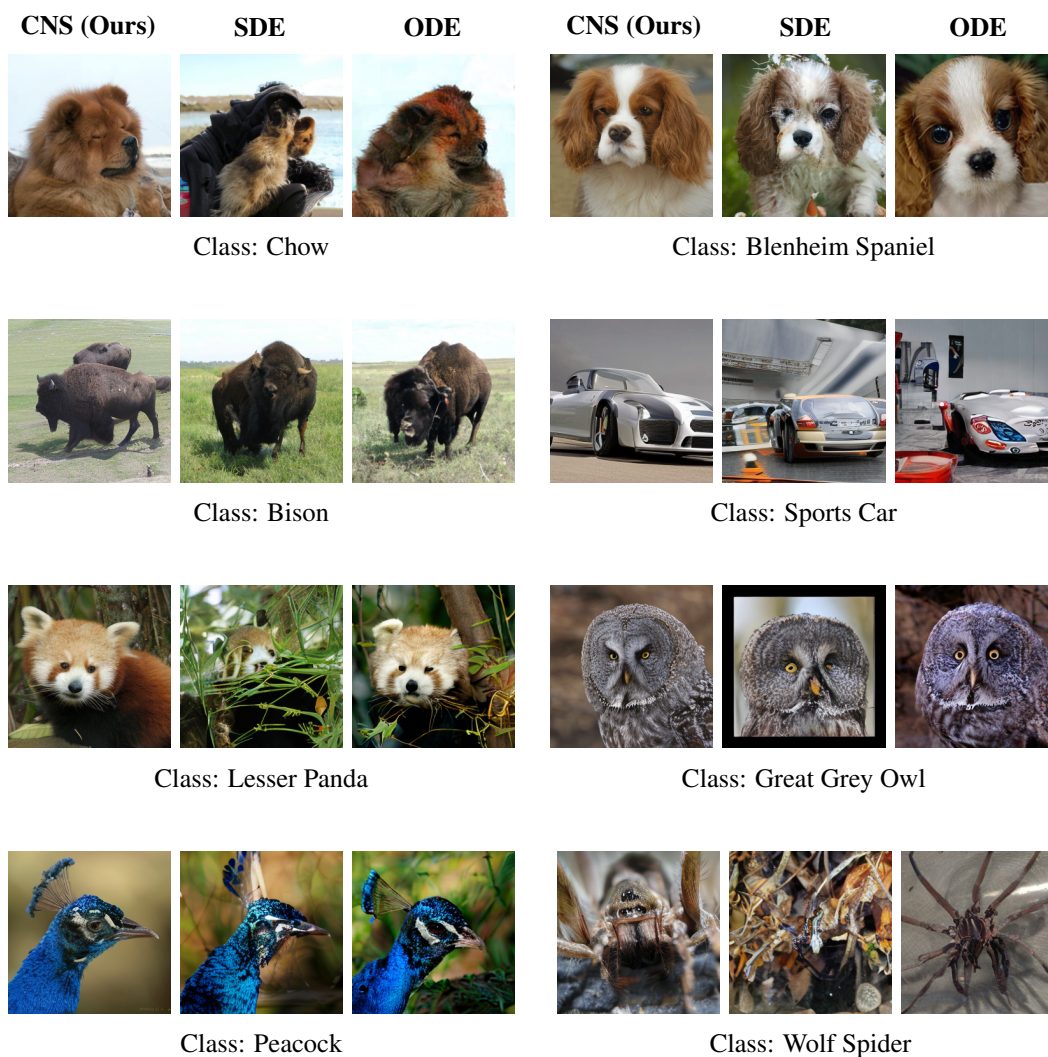 CNS (Ours) SDE ODE CNS (Ours) SDE ODE
Class: Chow Class: Blenheim Spaniel
Class: Bison Class: Sports Car
Class: Lesser Panda Class: Great Grey Owl
Class: Peacock Class: Wolf Spider